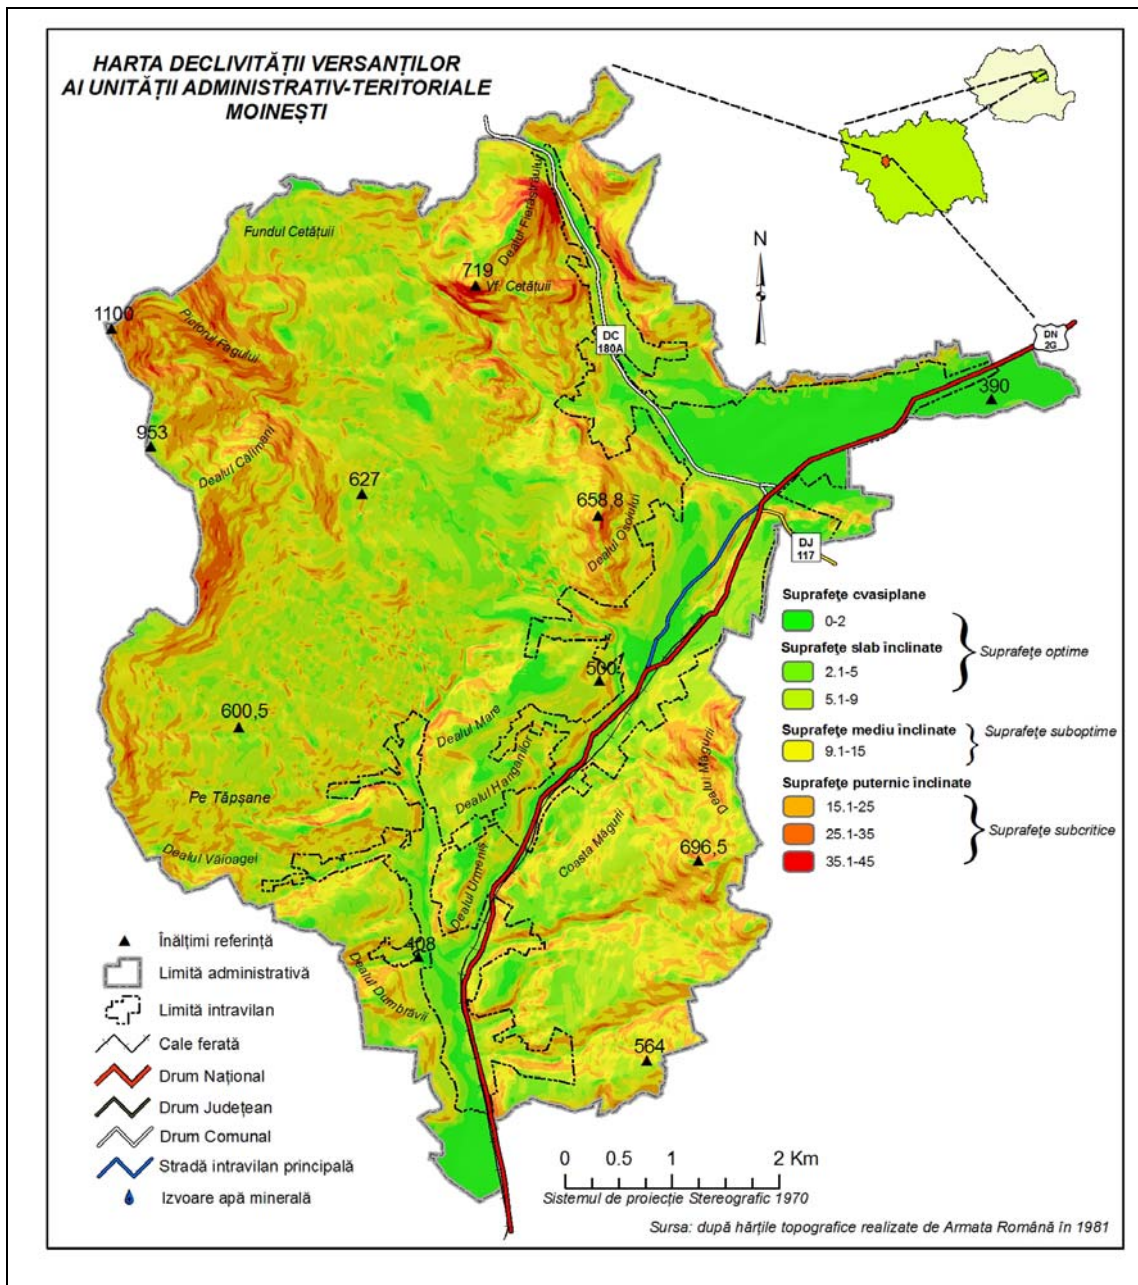 HARTA DECLIVITĂȚII VERSANȚILOR
AI UNITĂȚII ADMINISTRATIV-TERITORIALE
MOINEȘTI
Fundul Cetățuii
Dealul Fierăstrăului
719
Vf. Cetățuii
N
1100
Piciorul Fagului
DC
180A
DN
2G
390
953
Dealul Călimani
627
658,8
Dealul Osoiului
DJ
117
500
600,5
Dealul Mare
Dealul Hanganilor
Dealul Măgurii
Pe Tăpșane
Dealul Văioagei
Dealul Urmeniș
Coasta Măgurii
696,5
408
Dealul Dumbrăvii
564
Suprafețe cvasiplane
0-2
Suprafețe slab înclinate
2.1-5
5.1-9
Suprafețe optime
Suprafețe mediu înclinate
9.1-15
Suprafețe suboptime
Suprafețe puternic înclinate
15.1-25
25.1-35
35.1-45
Suprafețe subcritice
Înălțimi referință
Limită administrativă
Limită intravilan
Cale ferată
Drum Național
Drum Județean
Drum Comunal
Stradă intravilan principală
Izvoare apă minerală
0 0.5 1 2 Km
Sistemul de proiecție Stereografic 1970
Sursa: după hărțile topografice realizate de Armata Română în 1981